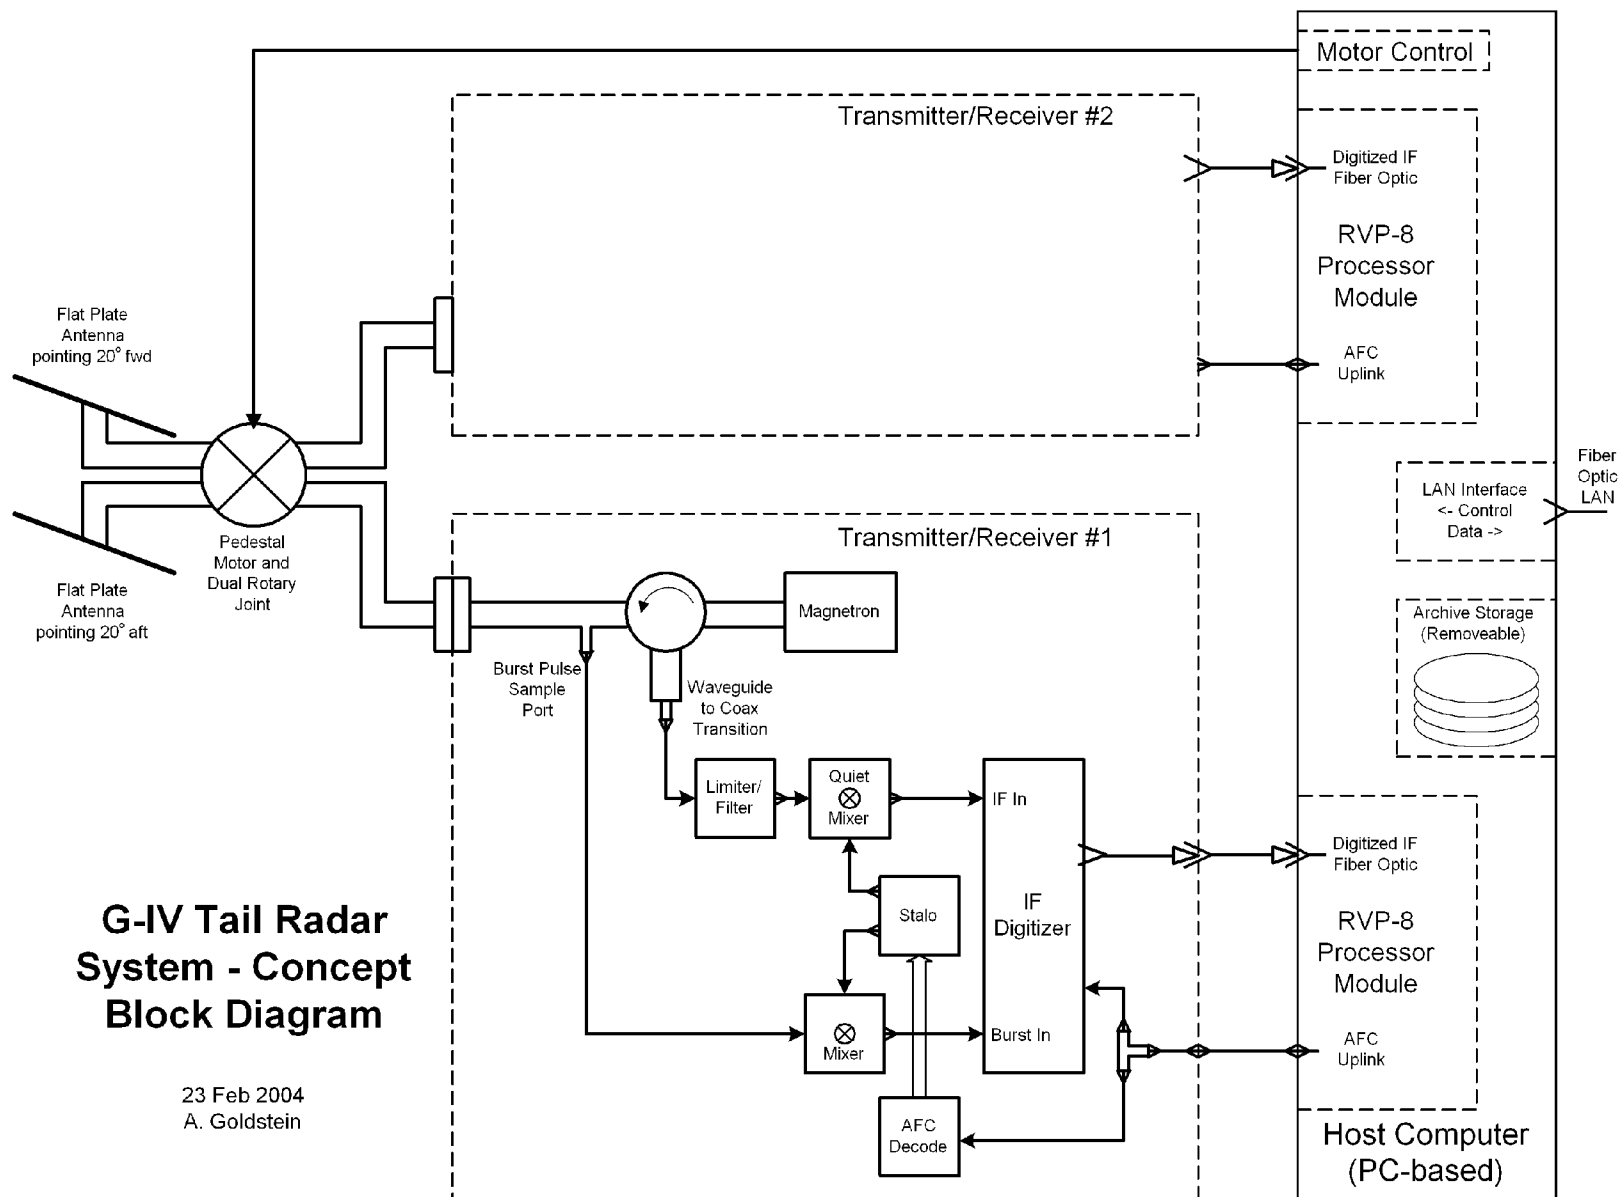 Motor Control
Transmitter/Receiver #2
Digitized IF
Fiber Optic
RVP-8
Processor
Module
AFC
Uplink
Flat Plate
Antenna
pointing 20° fwd
Pedestal
Motor and
Dual Rotary
Joint
Flat Plate
Antenna
pointing 20° aft
Fiber
Optic
LAN
LAN Interface
<- Control
Data ->
Transmitter/Receiver #1
Magnetron
Burst Pulse
Sample
Port
Waveguide
to Coax
Transition
Archive Storage
(Removeable)
Limiter/
Filter
Quiet
Mixer
IF In
Stalo
IF
Digitizer
Mixer
Burst In
AFC
Decode
Digitized IF
Fiber Optic
RVP-8
Processor
Module
AFC
Uplink
Host Computer
(PC-based)
G-IV Tail Radar
System - Concept
Block Diagram
23 Feb 2004
A. Goldstein